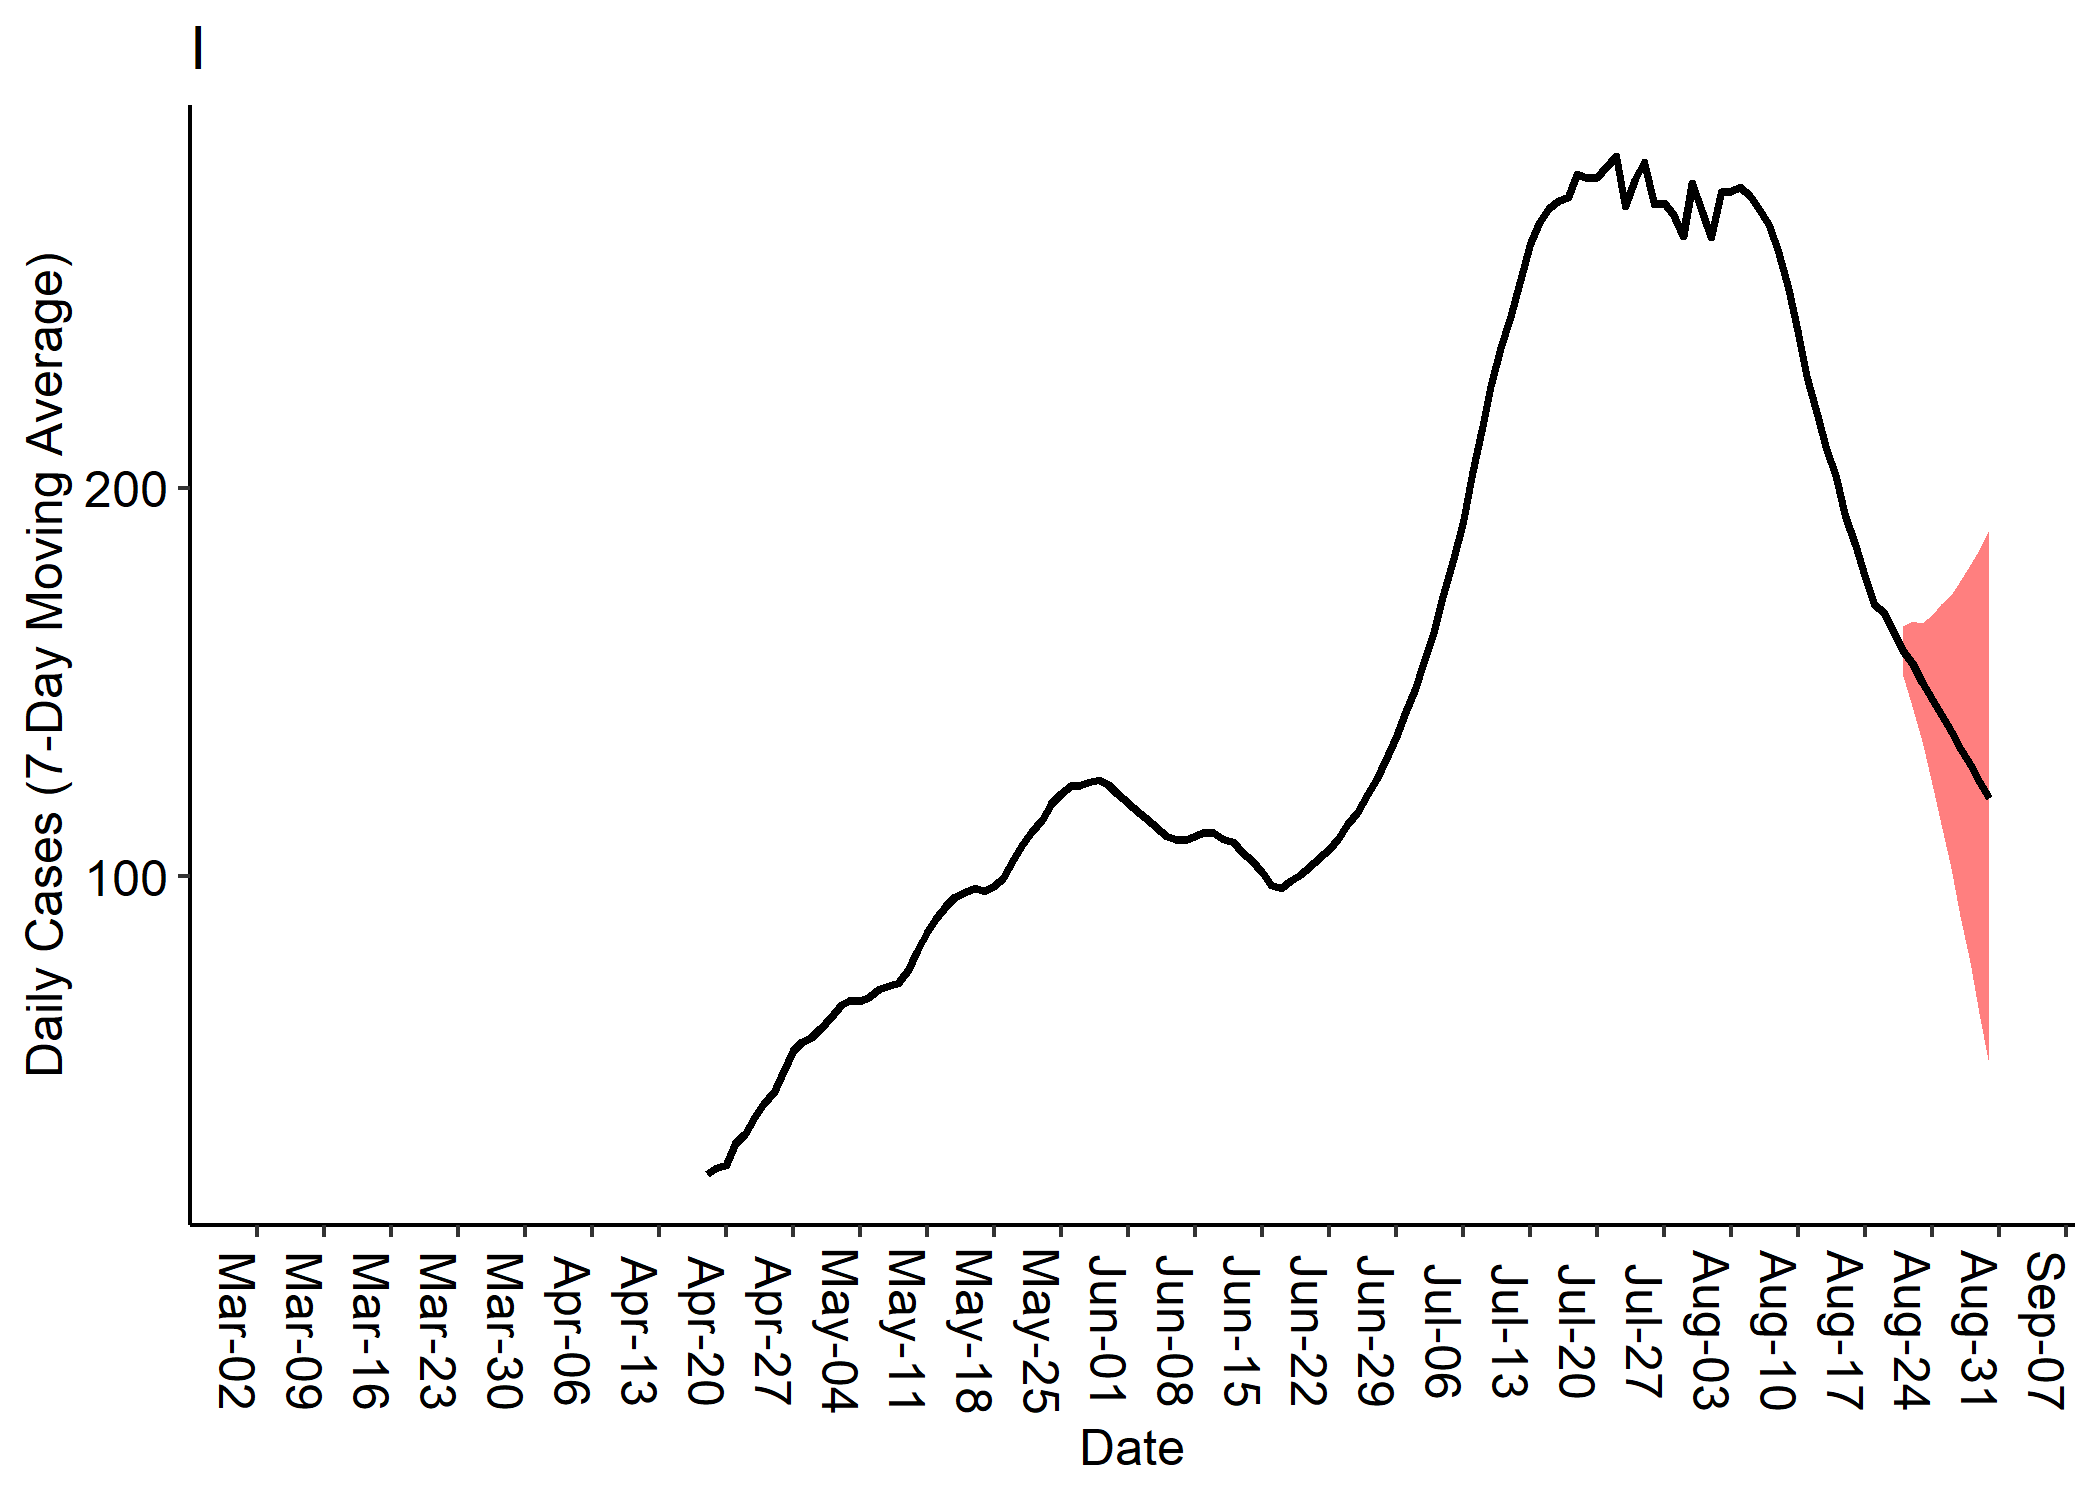 I
Daily Cases (7-Day Moving Average)
200
100
Mar-02
Mar-09
Mar-16
Mar-23
Mar-30
Apr-06
Apr-13
Apr-20
Apr-27
May-04
May-11
May-18
May-25
Jun-01
Jun-08
Jun-15
Jun-22
Jun-29
Jul-06
Jul-13
Jul-20
Jul-27
Aug-03
Aug-10
Aug-17
Aug-24
Aug-31
Sep-07
Date